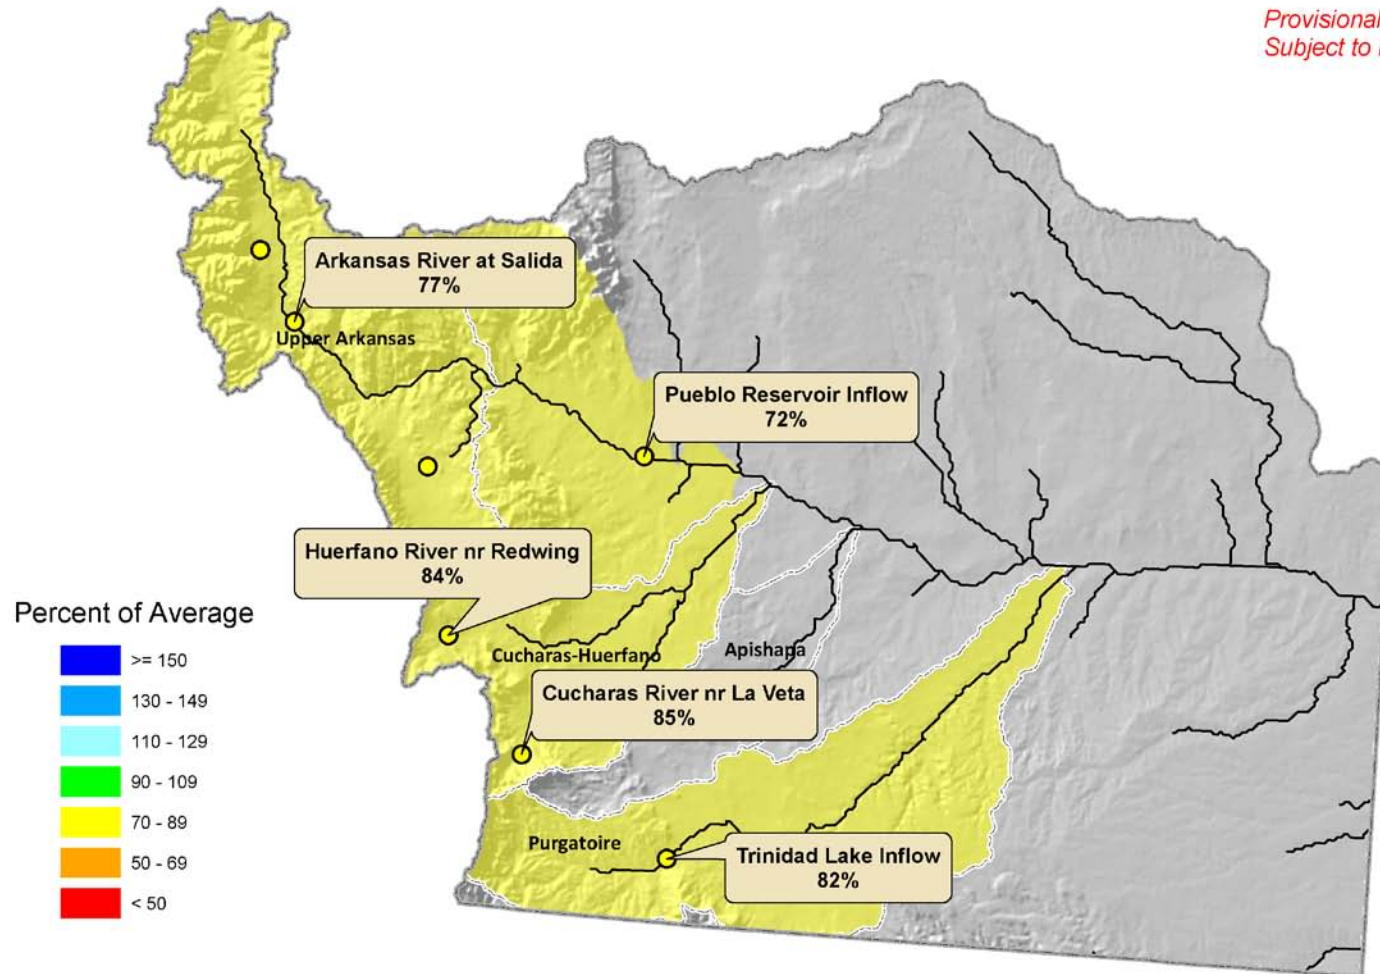 Provisional
Subject to
Arkansas River at Salida
77%
Upper Arkansas
Pueblo Reservoir Inflow
72%
Huerfano River nr Redwing
84%
Percent of Average
>= 150
130 - 149
110 - 129
90 - 109
70 - 89
50 - 69
< 50
Cucharas-Huerfano
Apishapa
Cucharas River nr La Veta
85%
Purgatoire
Trinidad Lake Inflow
82%